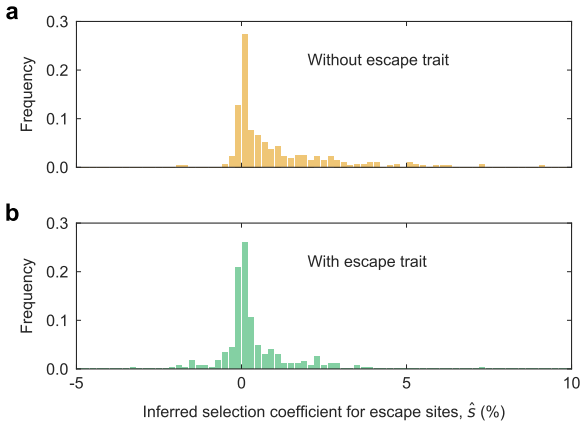 a
0.3
0.2
0.1
0.0
Frequency
Without escape trait
b
0.3
0.2
0.1
0.0
Frequency
With escape trait
-5
0
5
10
Inferred selection coefficient for escape sites, ŝ (%)